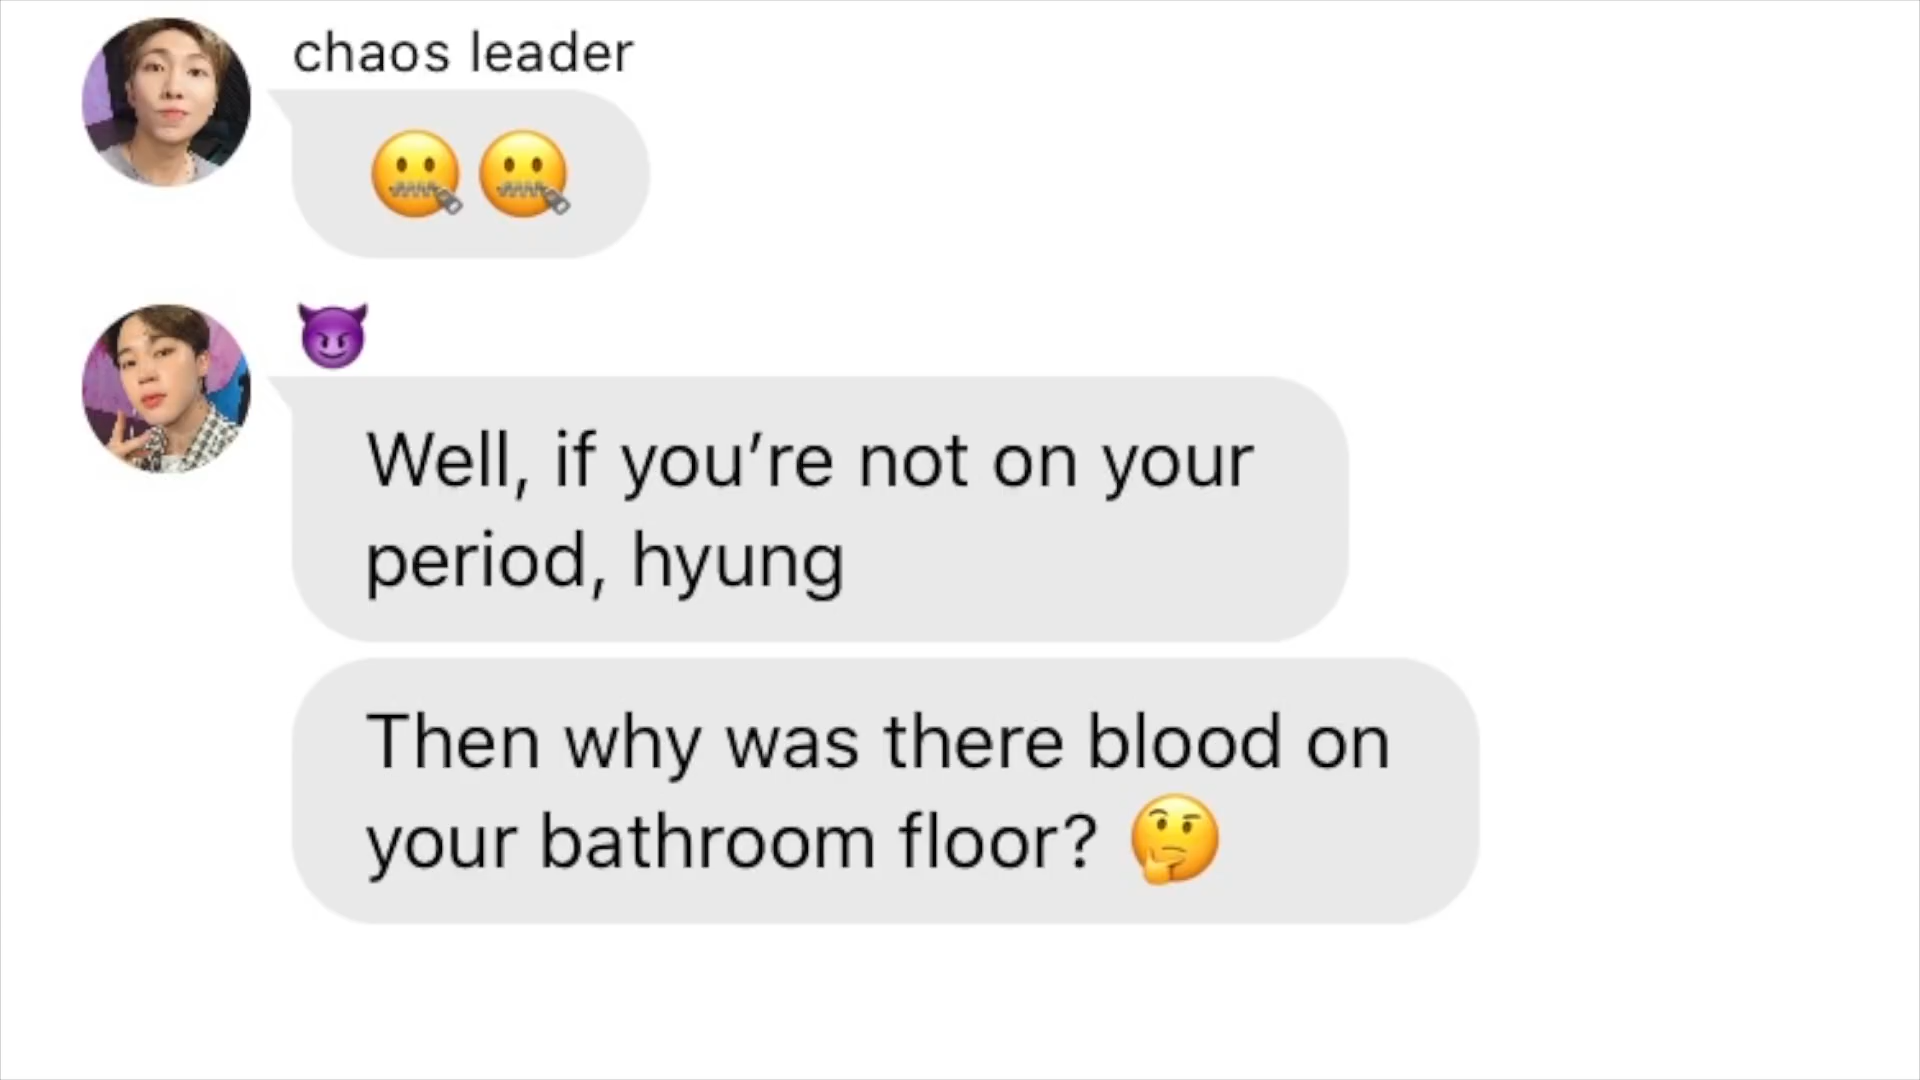 chaos leader
🤐🤐
😈
Well, if you’re not on your
period, hyung
Then why was there blood on
your bathroom floor? 🤔